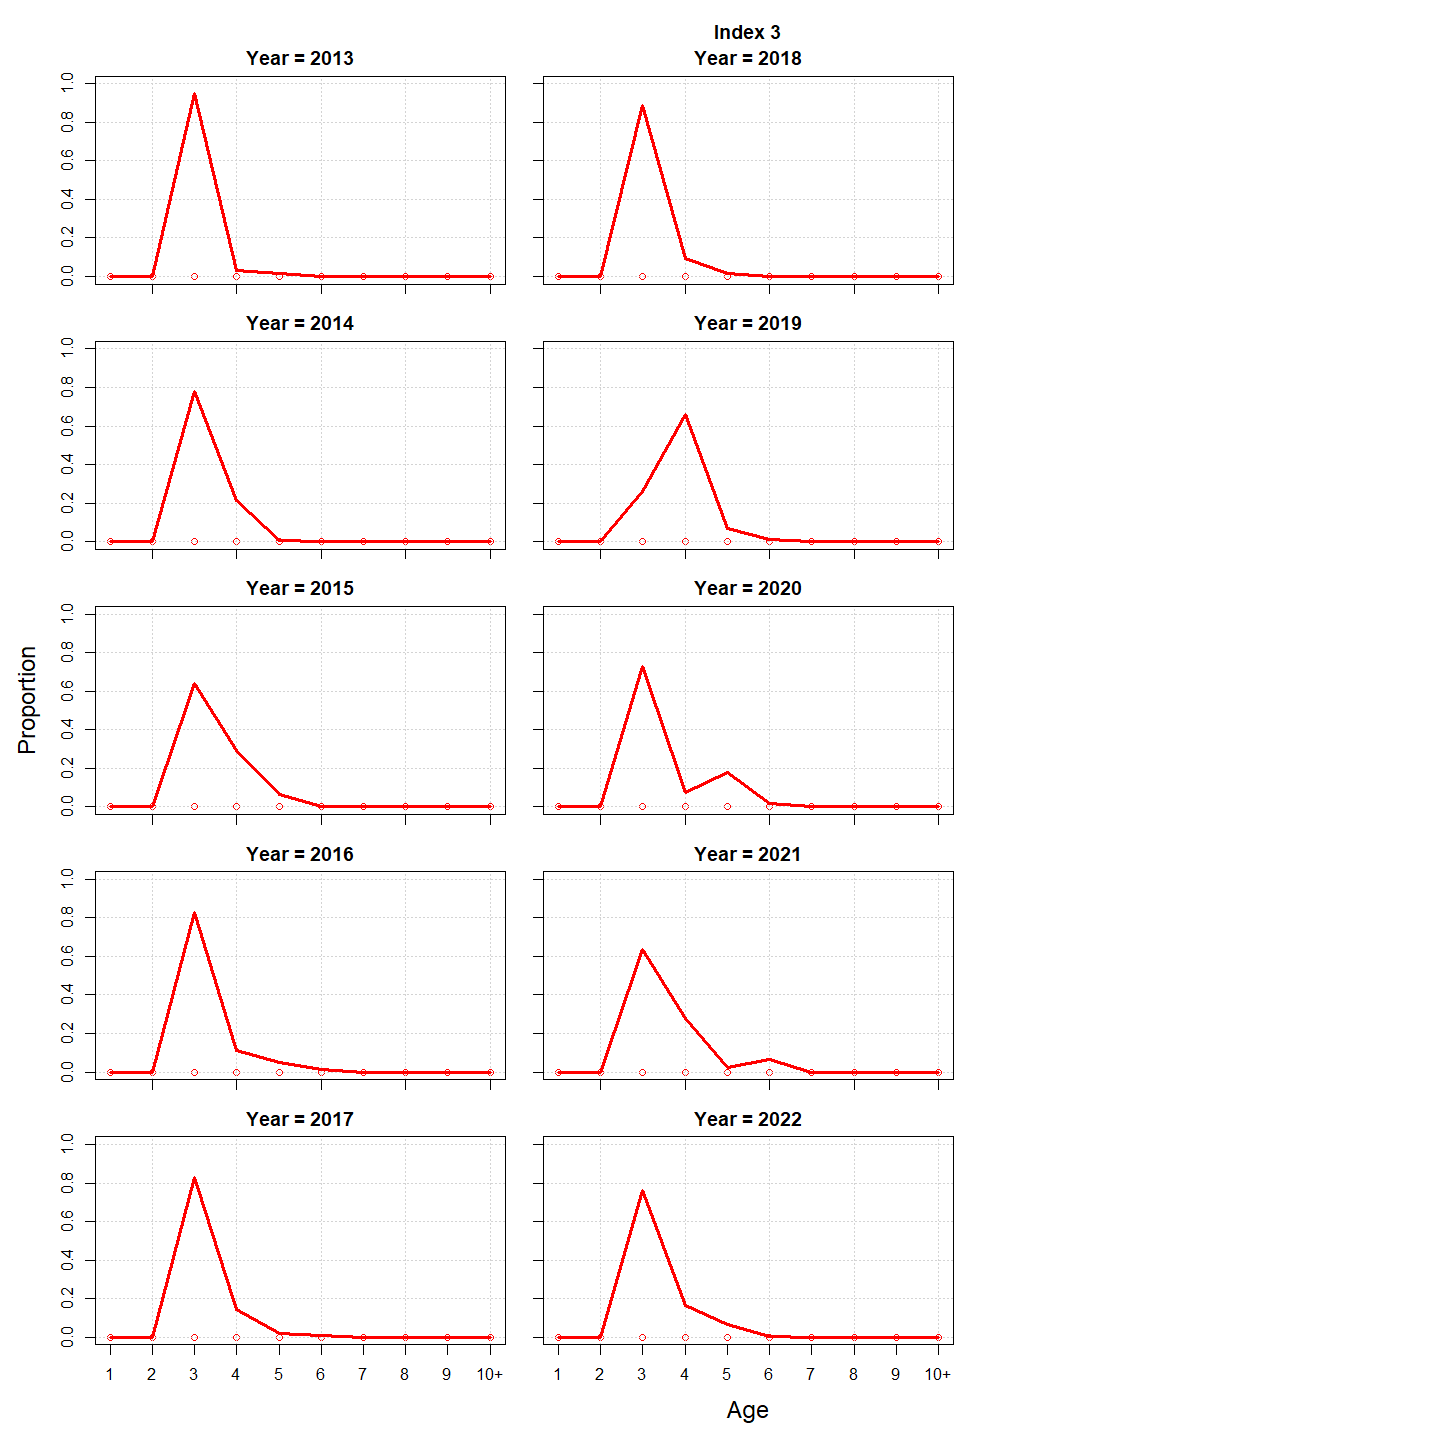 Index 3
Year = 2013
Year = 2018
1.0
0.8
0.6
0.4
0.2
0.0
Year = 2014
Year = 2019
1.0
0.8
0.6
0.4
0.2
0.0
Year = 2015
Year = 2020
1.0
0.8
0.6
0.4
0.2
0.0
Proportion
Year = 2016
Year = 2021
1.0
0.8
0.6
0.4
0.2
0.0
Year = 2017
Year = 2022
1.0
0.8
0.6
0.4
0.2
0.0
1 2 3 4 5 6 7 8 9 10+
1 2 3 4 5 6 7 8 9 10+
Age